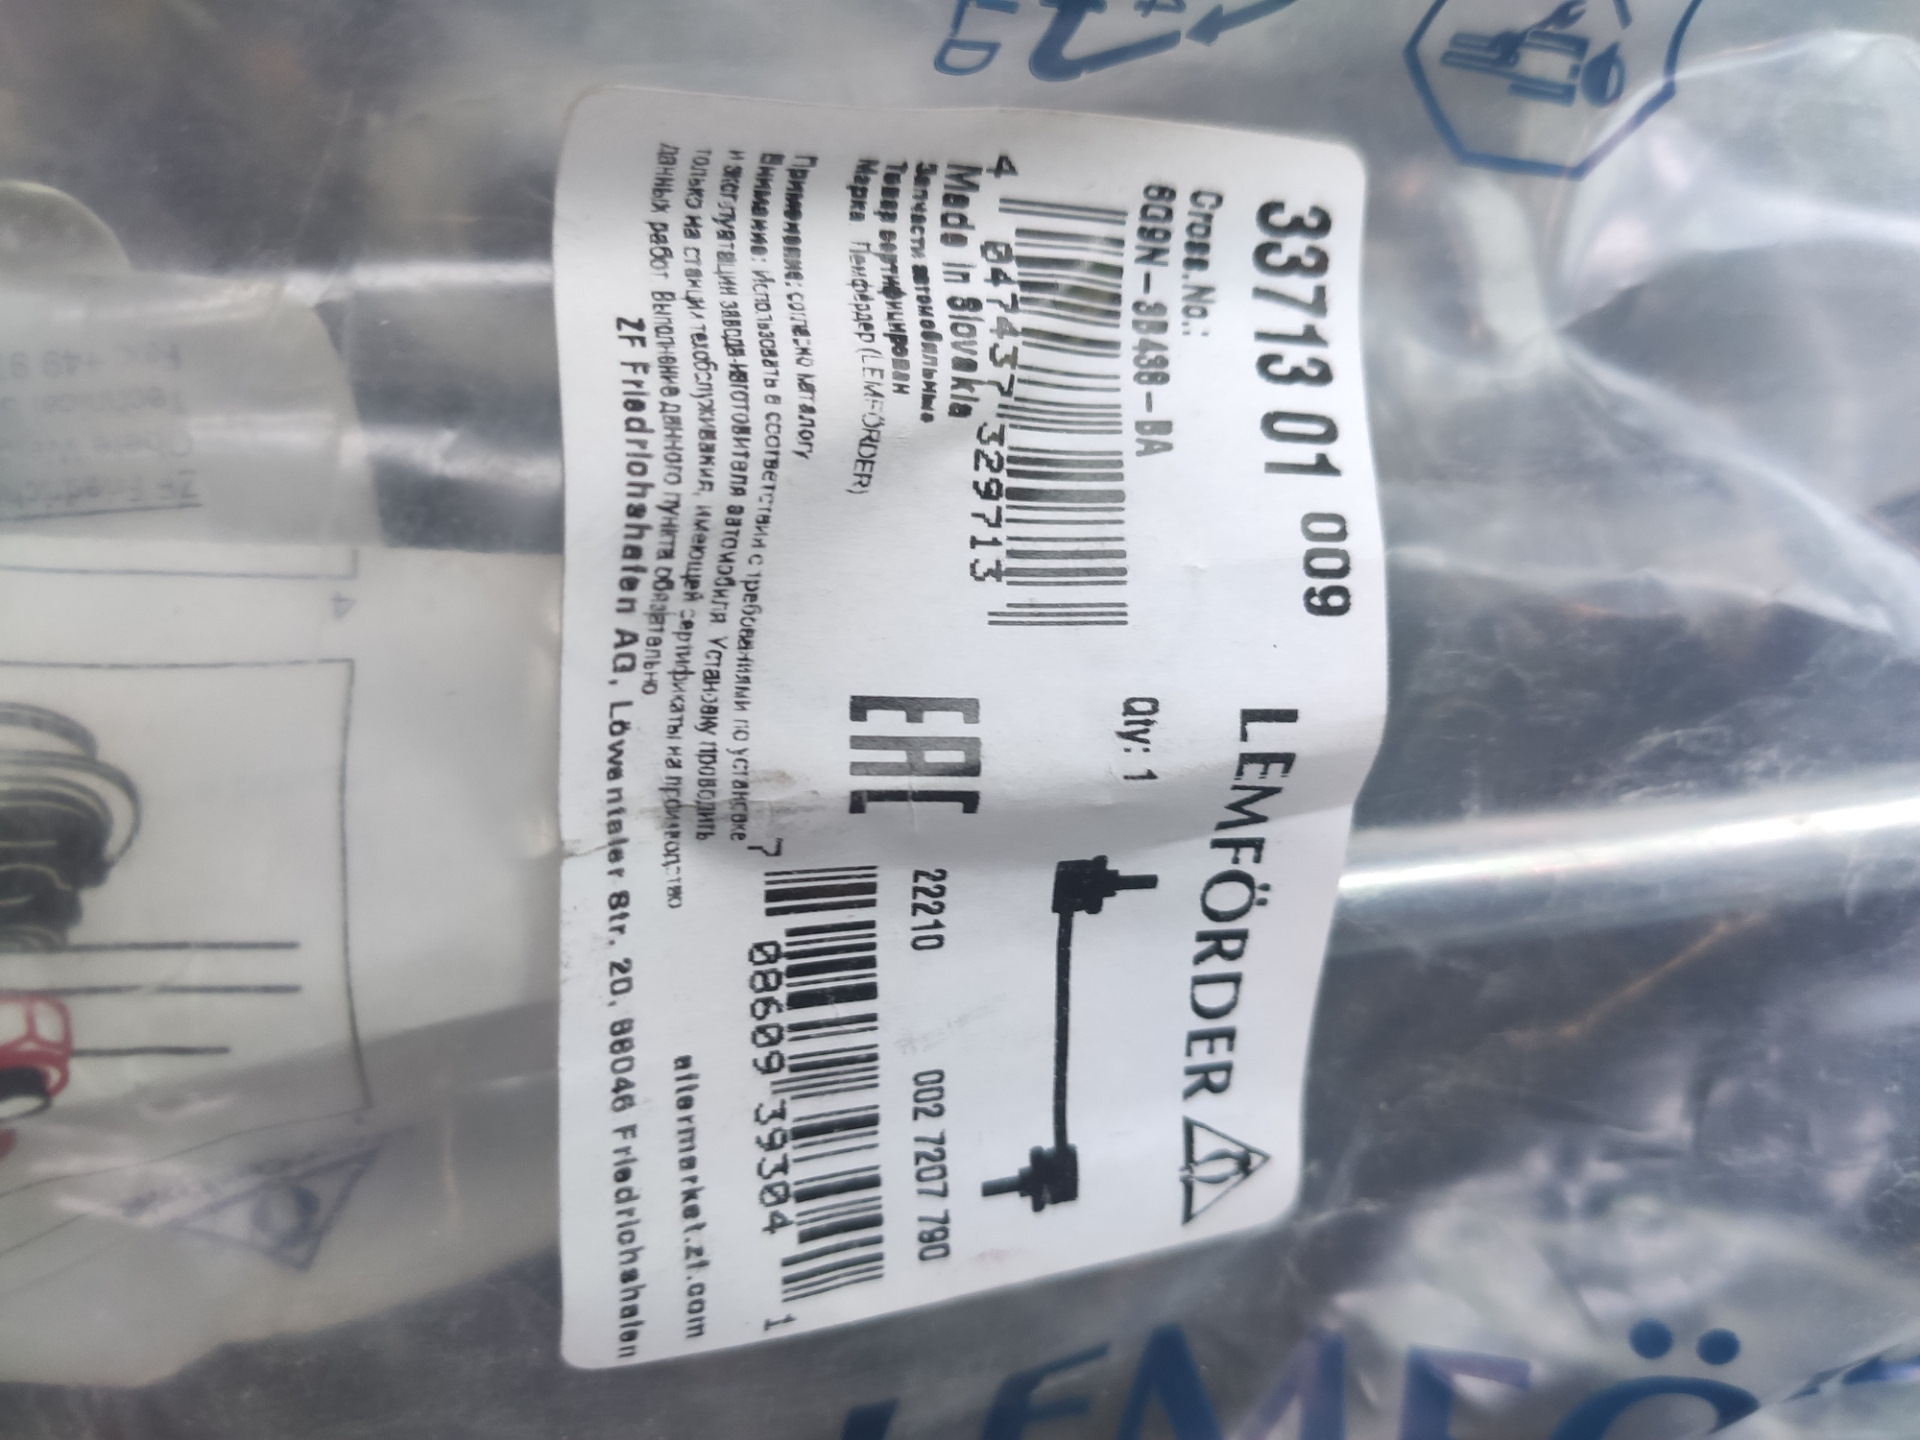 33713 01 009
LEMFÖRDER
Cross.No.:
6G9N-3B438-BA
Qty: 1
4 047437 329713
Made in Slovakia
Запчасти автомобильные
Товар сертифицирован
Марка Лемфёрдер (LEMFÖRDER)
EAC
22210
002 7207 790
7 08609 39304 1
Применение: согласно каталогу
Внимание: Использовать в соответствии с требованиями по установке
и эксплуатации завода-изготовителя автомобиля. Установку проводить
только на станции техобслуживания, имеющей сертификаты на производство
данных работ. Выполнение данного пункта обязательно
aftermarket.zf.com
ZF Friedrichshafen AG, Löwentaler Str. 20, 88046 Friedrichshafen
LEMFÖ